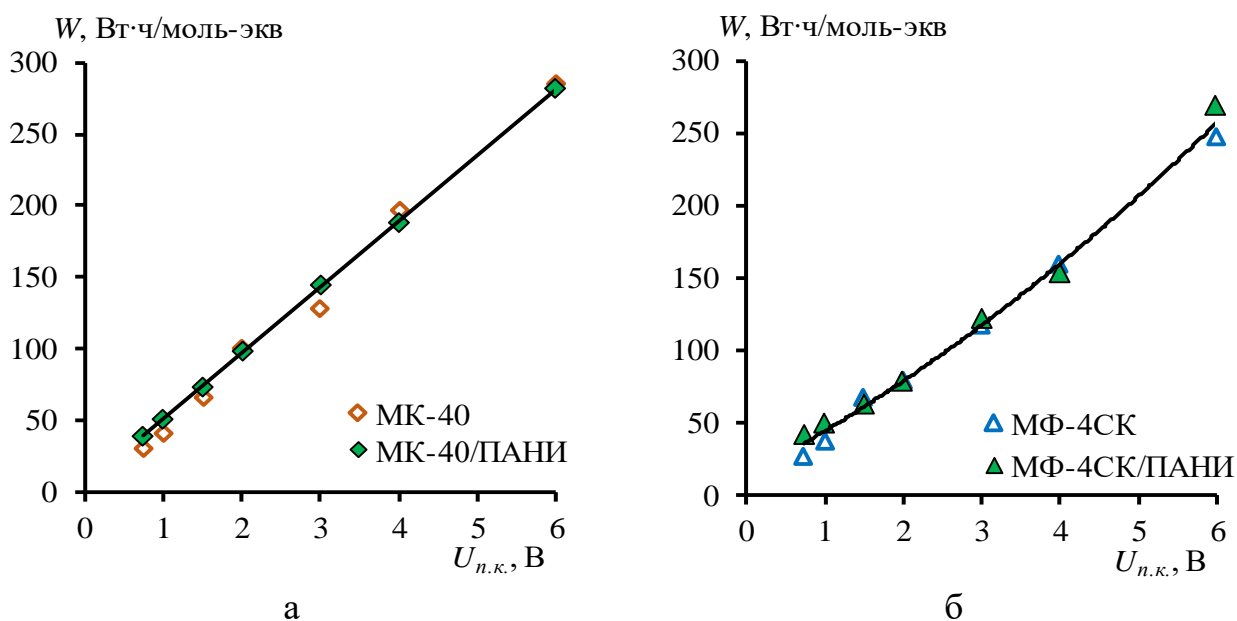 W, Вт·ч/моль-экв
300
250
200
150
100
50
0
0 1 2 3 4 5 6
U п.к., В
МК-40
МК-40/ПАНИ
а
W, Вт·ч/моль-экв
300
250
200
150
100
50
0
0 1 2 3 4 5 6
U п.к., В
МФ-4СК
МФ-4СК/ПАНИ
б